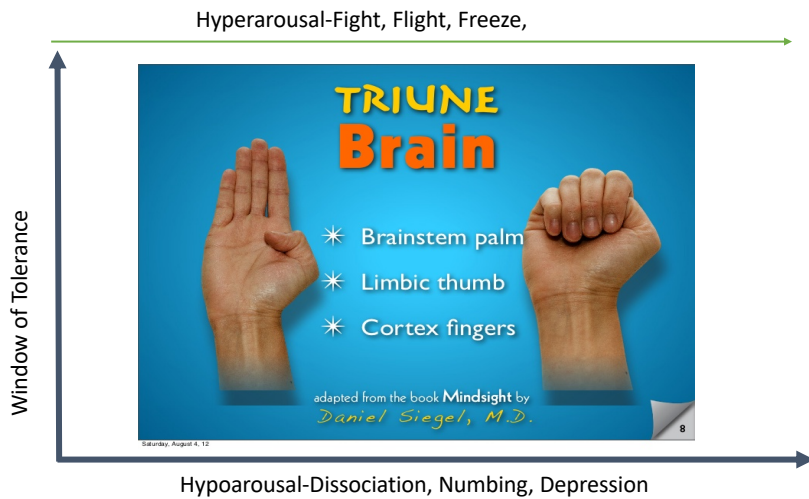 Hyperarousal-Fight, Flight, Freeze,
Window of Tolerance
TRIUNE
Brain
Brainstem palm
Limbic thumb
Cortex fingers
adapted from the book Mindsight by
Daniel Siegel, M.D.
8
Saturday, August 4, 12
Hypoarousal-Dissociation, Numbing, Depression